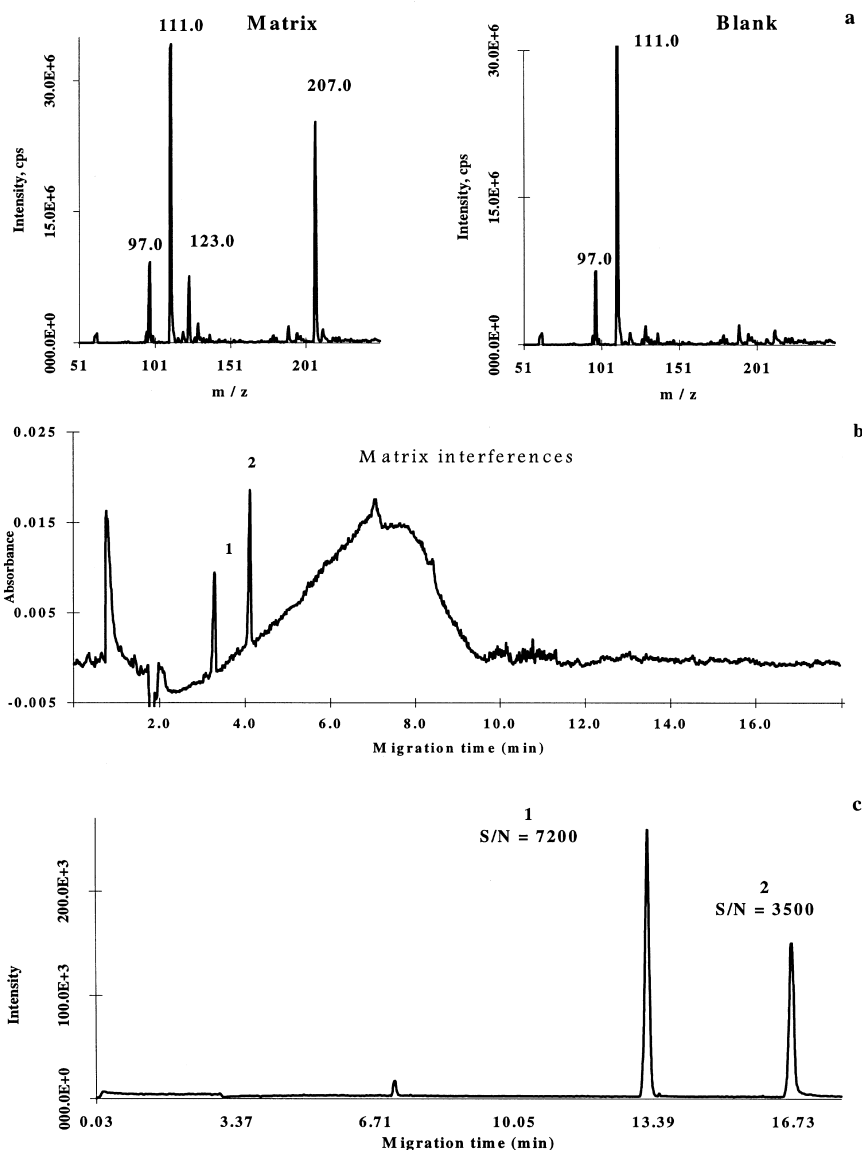 Matrix
111.0
207.0
97.0
123.0
30.0E+6
15.0E+6
000.0E+0
Intensity, cps
51 101 151 201
m / z
Blank
a
111.0
97.0
30.0E+6
15.0E+6
000.0E+0
Intensity, cps
51 101 151 201
m / z
b
Matrix interferences
2
1
0.025
0.015
0.005
-0.005
Absorbance
2.0 4.0 6.0 8.0 10.0 12.0 14.0 16.0
Migration time (min)
c
1
S/N = 7200
2
S/N = 3500
200.0E+3
100.0E+3
000.0E+0
Intensity
0.03 3.37 6.71 10.05 13.39 16.73
Migration time (min)